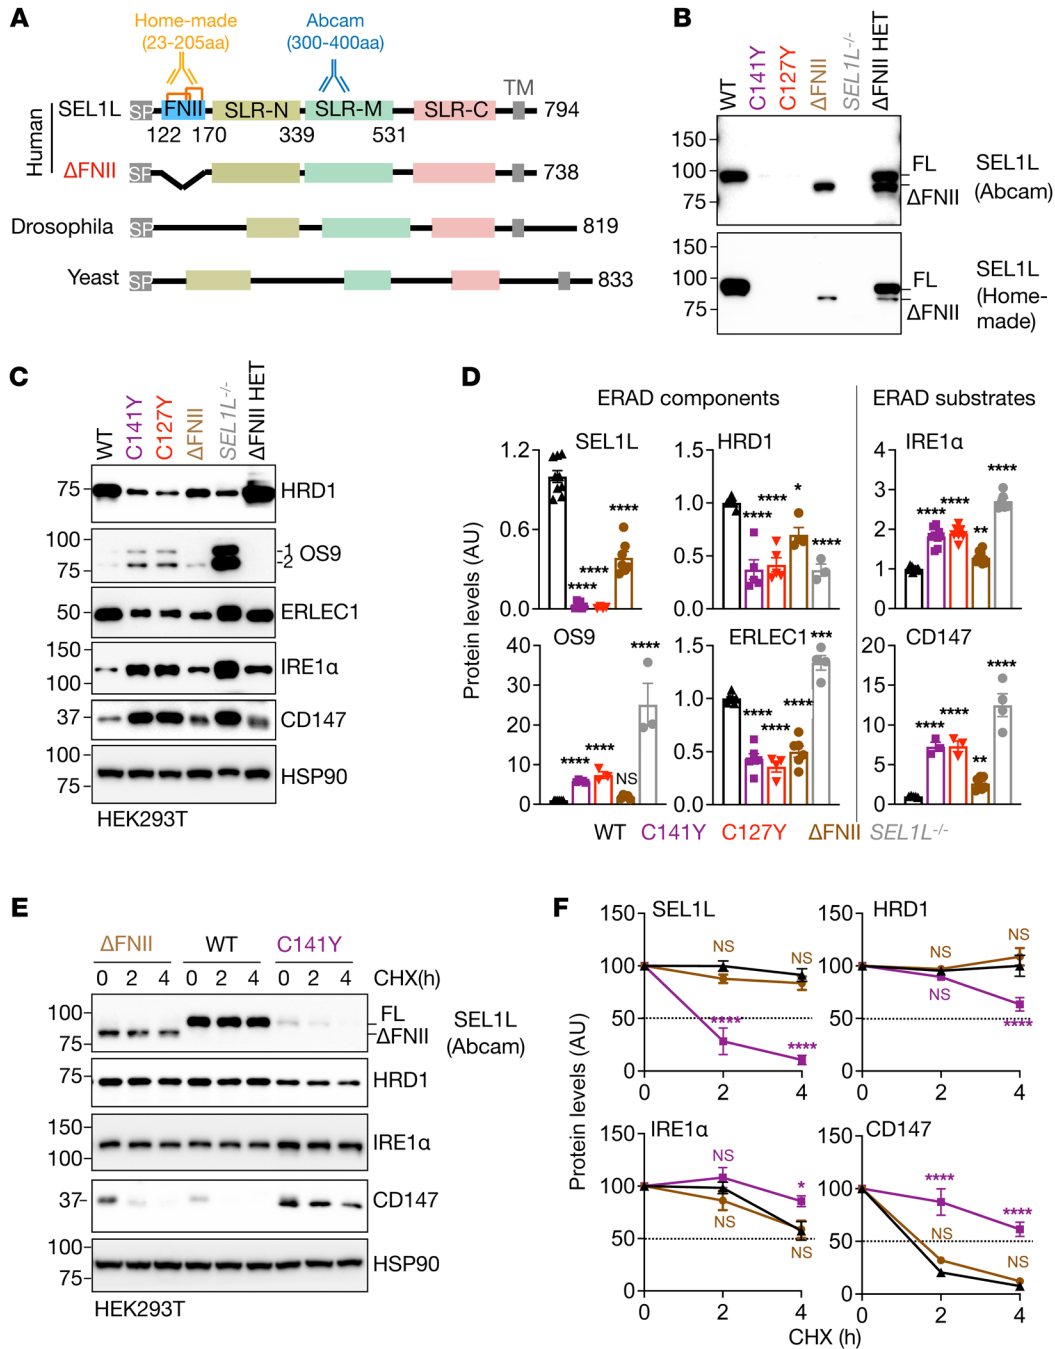 A
Home-made
(23-205aa)
Abcam
(300-400aa)
TM
Human
SEL1L
SP
FNII
SLR-N
SLR-M
SLR-C
794
122
170
339
531
ΔFNII
SP
738
Drosophila
SP
819
Yeast
SP
833
B
WT
C141Y
C127Y
ΔFNII
SEL1L-/-
ΔFNII HET
150
100
75
FL
ΔFNII
SEL1L
(Abcam)
150
100
75
FL
ΔFNII
SEL1L
(Home-
made)
C
WT
C141Y
C127Y
ΔFNII
SEL1L-/-
ΔFNII HET
75
HRD1
100
75
-1
-2
OS9
50
ERLEC1
150
100
IRE1α
37
CD147
100
75
HSP90
HEK293T
D
ERAD components
ERAD substrates
Protein levels (AU)
SEL1L
1.2
0.6
0.0
****
****
****
HRD1
1.5
1.0
0.5
0.0
****
****
*
****
IRE1α
4
3
2
1
0
****
****
**
****
OS9
40
30
20
10
0
****
****
NS
****
ERLEC1
1.5
1.0
0.5
0.0
****
****
****
***
CD147
20
15
10
5
0
****
****
**
****
WT C141Y C127Y ΔFNII SEL1L-/-
E
ΔFNII WT C141Y
0 2 4 0 2 4 0 2 4 CHX(h)
100
75
FL
ΔFNII
SEL1L
(Abcam)
75
HRD1
150
100
IRE1α
37
CD147
100
75
HSP90
HEK293T
F
Protein levels (AU)
SEL1L
150
100
50
0
NS
NS
****
****
0 2 4
HRD1
150
100
50
0
NS
NS
NS
****
0 2 4
IRE1α
150
100
50
0
NS
*
NS
NS
0 2 4
CD147
150
100
50
0
****
****
NS
NS
0 2 4
CHX (h)